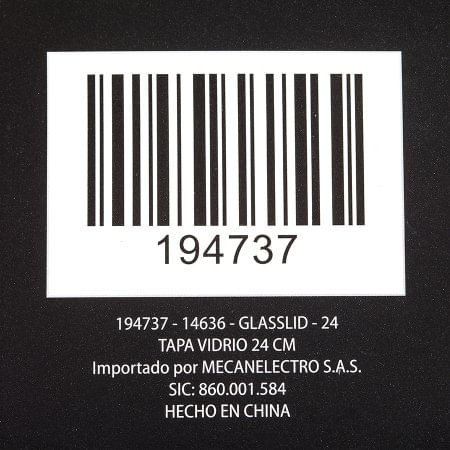 194737
194737 - 14636 - GLASSLID - 24
TAPA VIDRIO 24 CM
Importado por MECANELECTRO S.A.S.
SIC: 860.001.584
HECHO EN CHINA